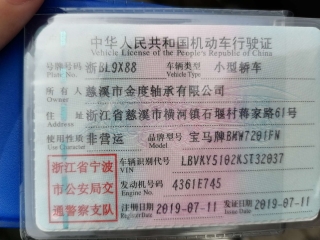 中华人民共和国机动车行驶证
Vehicle License of the People's Republic of China
号牌号码 浙BL9X88 车辆类型 小型轿车
Plate No. Vehicle Type
所有人 慈溪市金度轴承有限公司
Owner
住址 浙江省慈溪市横河镇石堰村蒋家路61号
Address
使用性质 非营运 品牌型号 宝马牌BMW7201FM
Use Character Model
浙江省宁波市公安局交通警察支队
车辆识别代号 LBVKY5102KST32037
VIN
发动机号码 4361E745
Engine No.
注册日期 2019-07-11 发证日期 2019-07-11
Register Date Issue Date